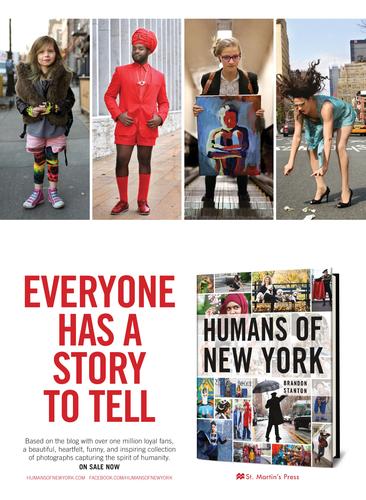 EVERYONE
HAS A
STORY
TO TELL
Based on the blog with over one million loyal fans,
a beautiful, heartfelt, funny, and inspiring collection
of photographs capturing the spirit of humanity.
ON SALE NOW
HUMANSOFNEWYORK.COM FACEBOOK.COM/HUMANSOFNEWYORK
HUMANS OF
NEW YORK
BRANDON
STANTON
St. Martin's Press